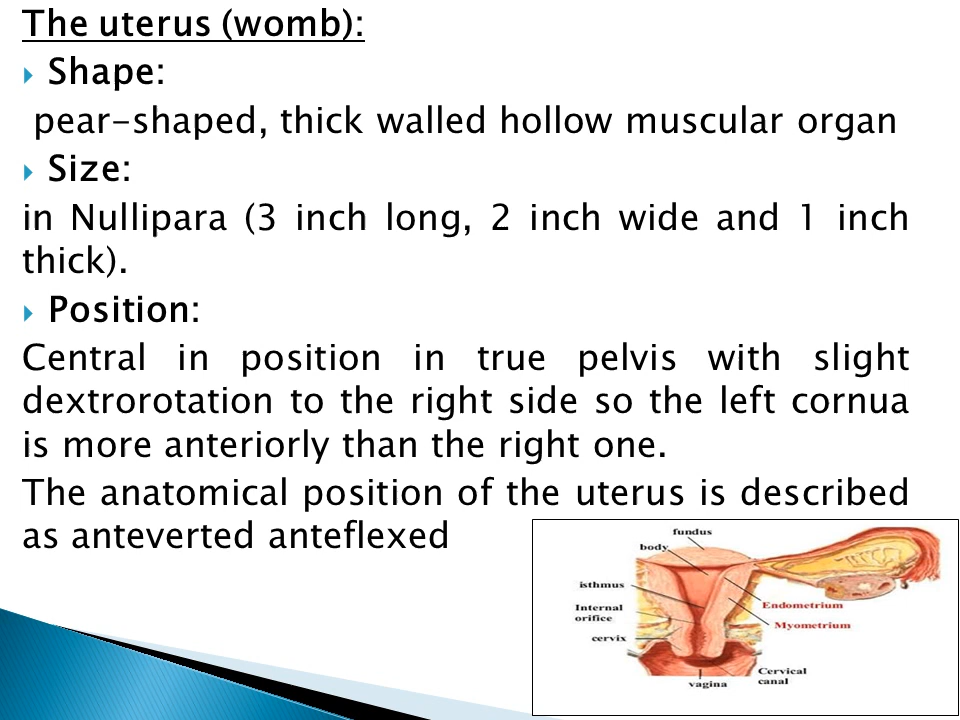 The uterus (womb):
Shape:
pear-shaped, thick walled hollow muscular organ
Size:
in Nullipara (3 inch long, 2 inch wide and 1 inch
thick).
Position:
Central in position in true pelvis with slight
dextrorotation to the right side so the left cornua
is more anteriorly than the right one.
The anatomical position of the uterus is described
as anteverted anteflexed
fundus
body
isthmus
Endometrium
Internal
orifice
Myometrium
cervix
Cervical
canal
vagina